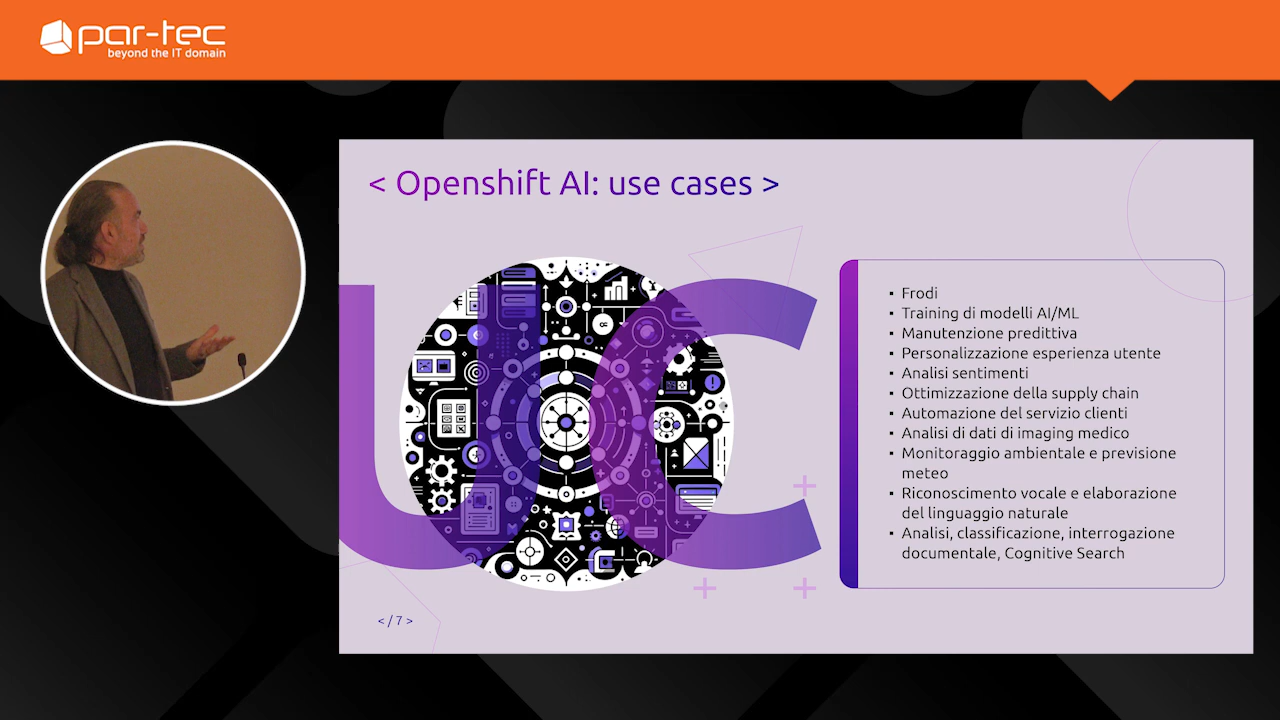 par-tec
beyond the IT domain
< Openshift AI: use cases >
uc
▪ Frodi
▪ Training di modelli AI/ML
▪ Manutenzione predittiva
▪ Personalizzazione esperienza utente
▪ Analisi sentimenti
▪ Ottimizzazione della supply chain
▪ Automazione del servizio clienti
▪ Analisi di dati di imaging medico
▪ Monitoraggio ambientale e previsione
meteo
▪ Riconoscimento vocale e elaborazione
del linguaggio naturale
▪ Analisi, classificazione, interrogazione
documentale, Cognitive Search
< / 7 >